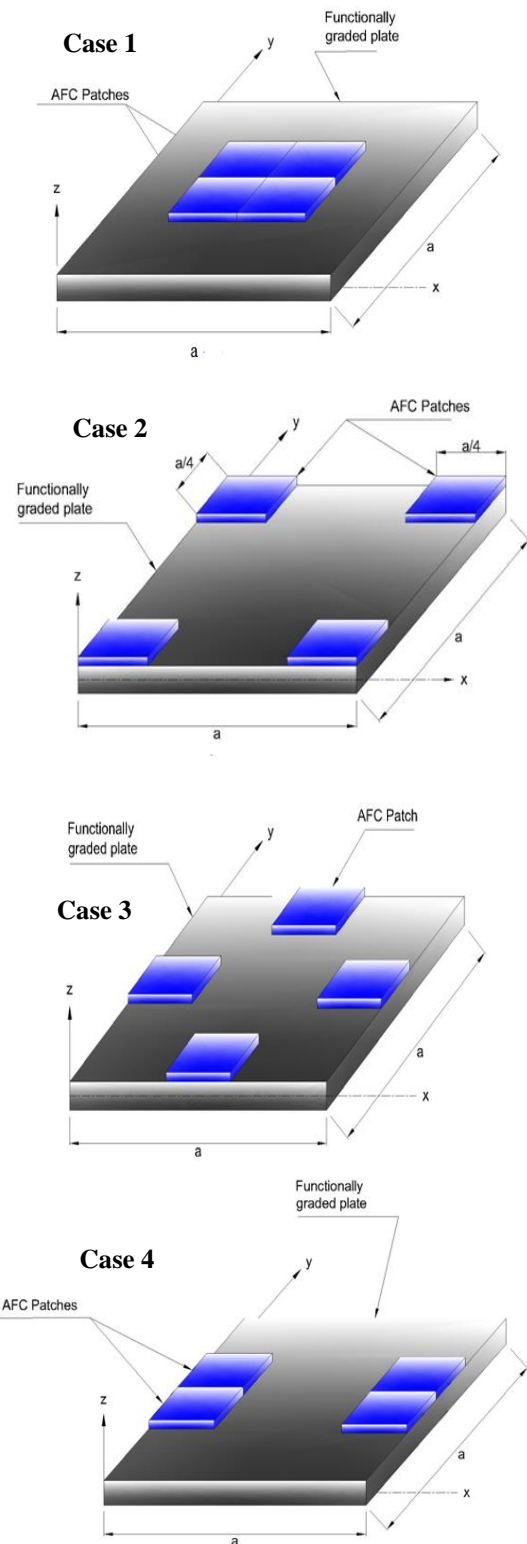 Case 1
Functionally
graded plate
y
AFC Patches
z
a
x
a
Case 2
AFC Patches
y
a/4
a/4
Functionally
graded plate
z
a
x
a
AFC Patch
Functionally
graded plate
y
Case 3
z
a
x
a
Functionally
graded plate
Case 4
y
AFC Patches
z
a
x
a